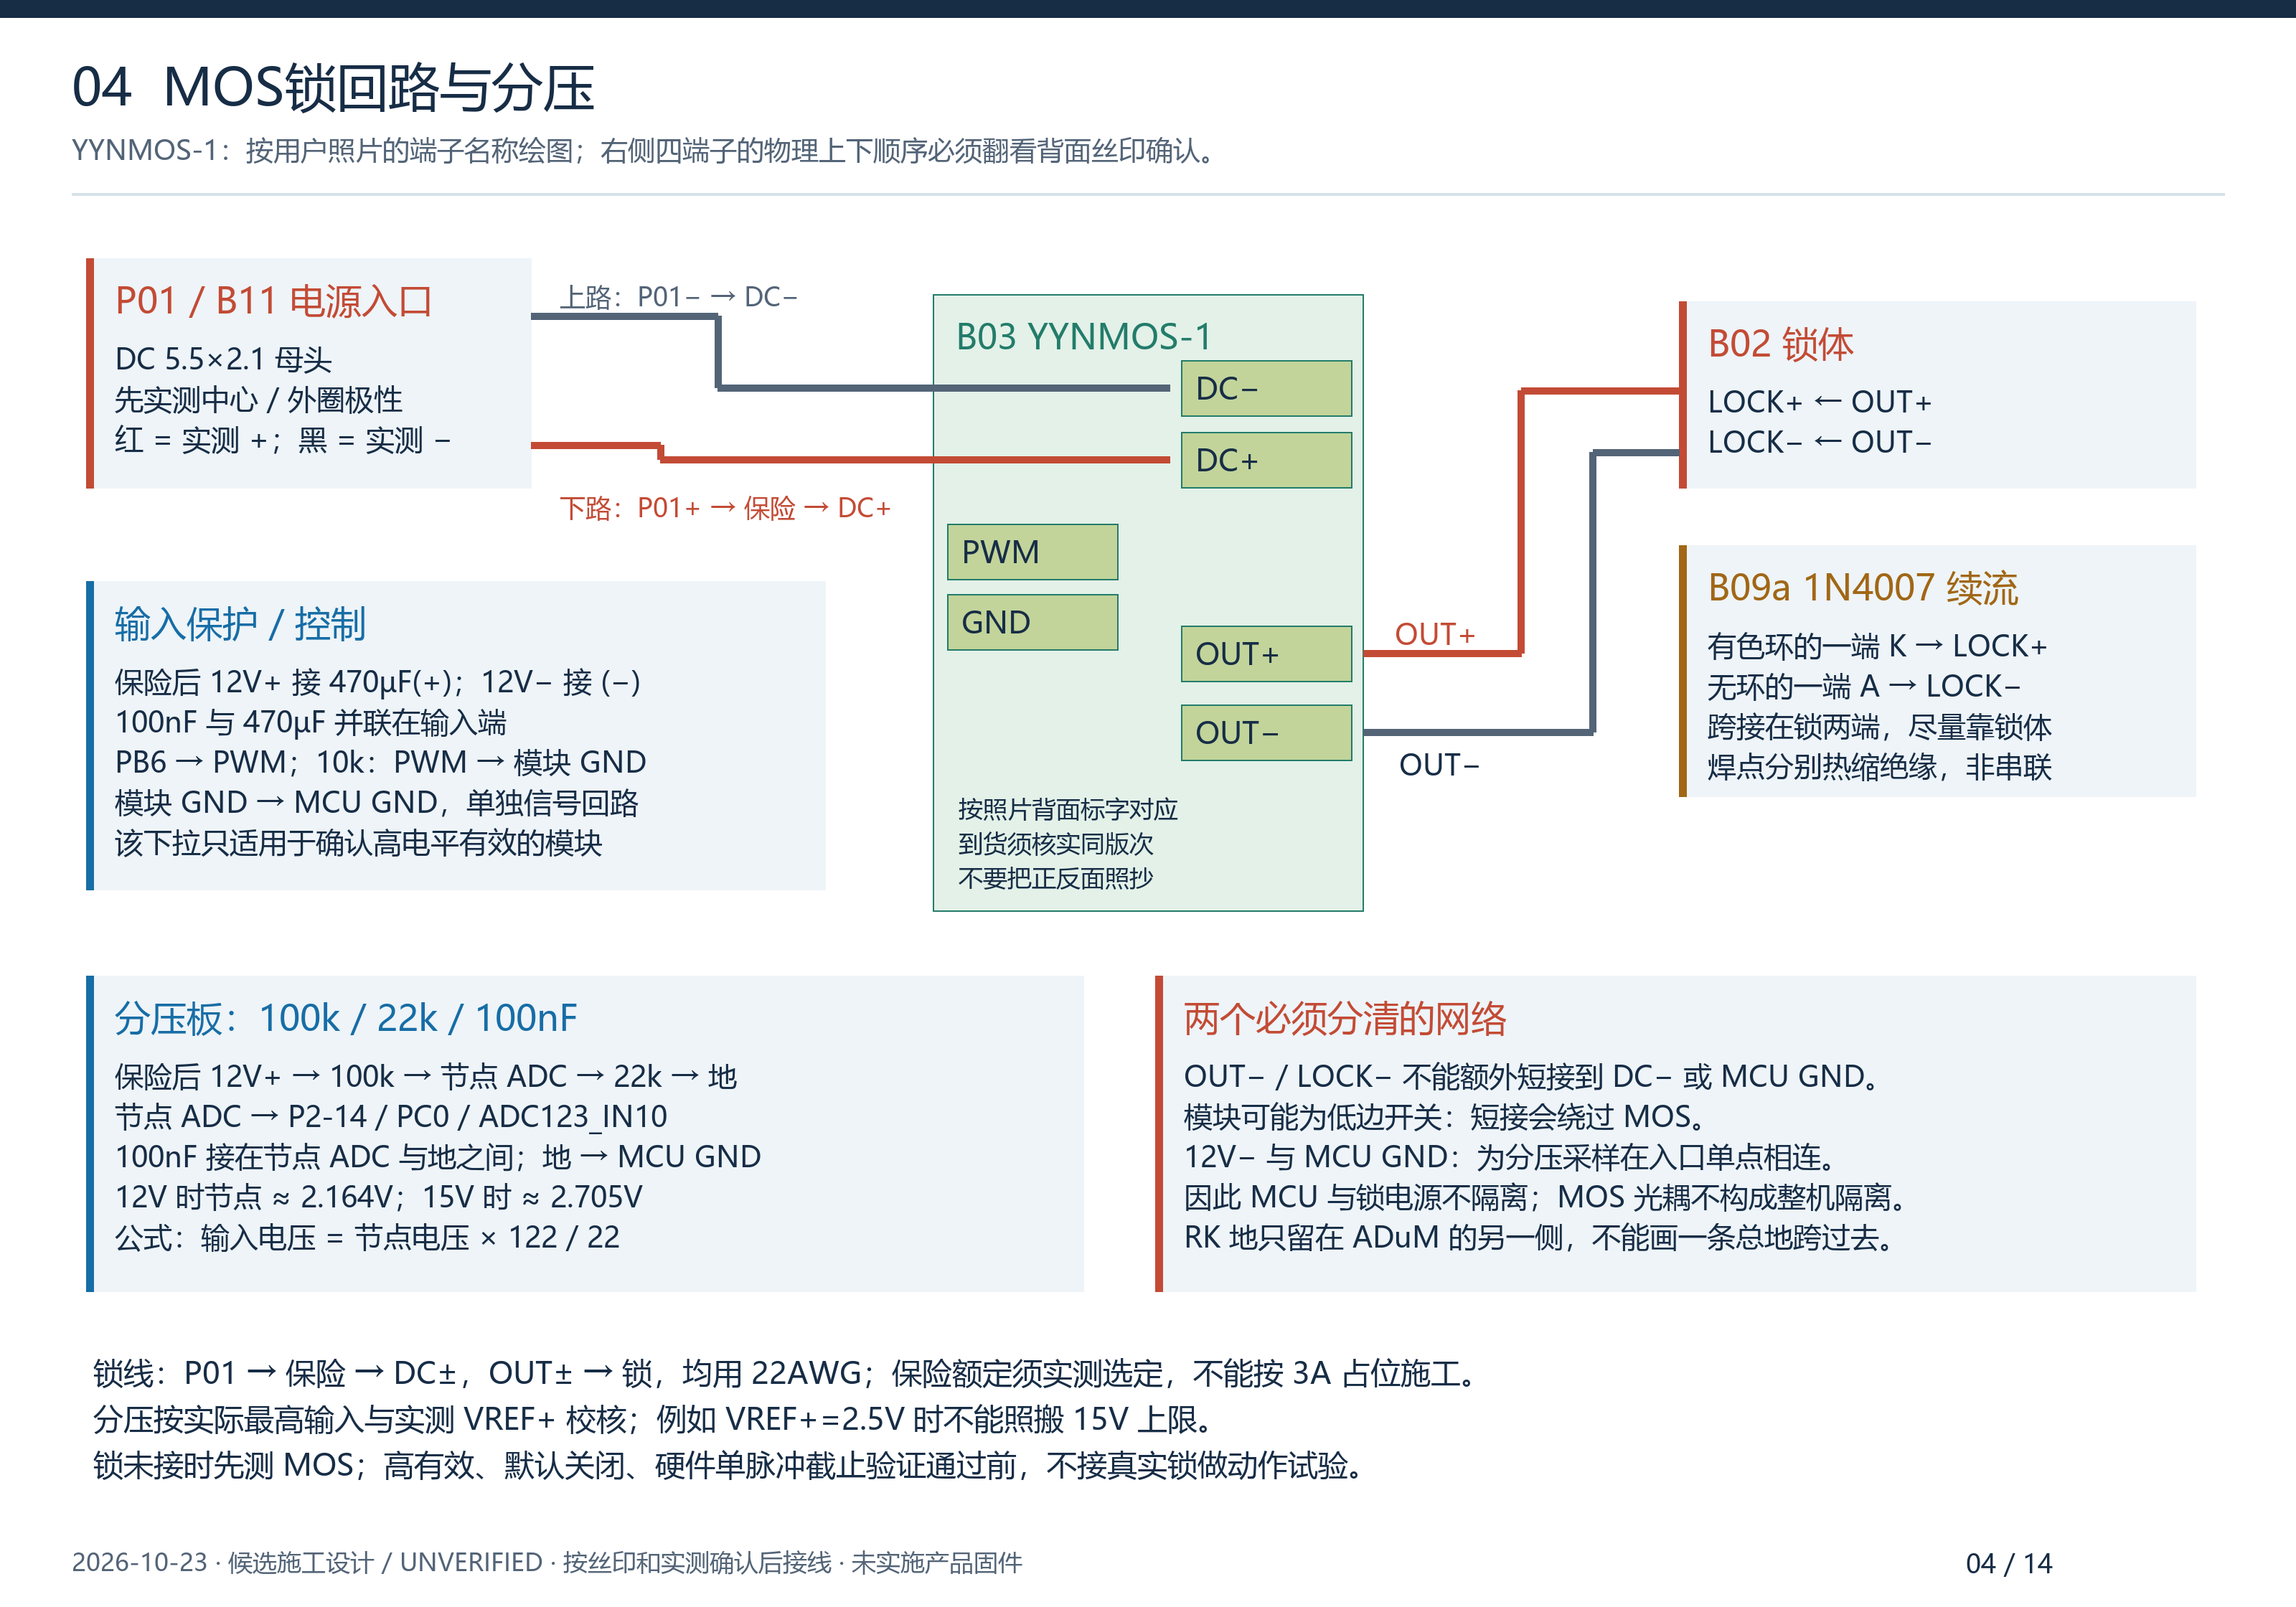 04 MOS锁回路与分压
YYNMOS-1：按用户照片的端子名称绘图；右侧四端子的物理上下顺序必须翻看背面丝印确认。
P01 / B11 电源入口
DC 5.5×2.1 母头
先实测中心 / 外圈极性
红 = 实测 +；黑 = 实测 −
上路：P01− → DC−
下路：P01+ → 保险 → DC+
B03 YYNMOS-1
DC−
DC+
PWM
GND
OUT+
OUT−
按照片背面标字对应
到货须核实同版次
不要把正反面照抄
OUT+
OUT−
B02 锁体
LOCK+ ← OUT+
LOCK− ← OUT−
B09a 1N4007 续流
有色环的一端 K → LOCK+
无环的一端 A → LOCK−
跨接在锁两端，尽量靠锁体
焊点分别热缩绝缘，非串联
输入保护 / 控制
保险后 12V+ 接 470μF(+)；12V− 接 (−)
100nF 与 470μF 并联在输入端
PB6 → PWM；10k：PWM → 模块 GND
模块 GND → MCU GND，单独信号回路
该下拉只适用于确认高电平有效的模块
分压板：100k / 22k / 100nF
保险后 12V+ → 100k → 节点 ADC → 22k → 地
节点 ADC → P2-14 / PC0 / ADC123_IN10
100nF 接在节点 ADC 与地之间；地 → MCU GND
12V 时节点 ≈ 2.164V；15V 时 ≈ 2.705V
公式：输入电压 = 节点电压 × 122 / 22
两个必须分清的网络
OUT− / LOCK− 不能额外短接到 DC− 或 MCU GND。
模块可能为低边开关：短接会绕过 MOS。
12V− 与 MCU GND：为分压采样在入口单点相连。
因此 MCU 与锁电源不隔离；MOS 光耦不构成整机隔离。
RK 地只留在 ADuM 的另一侧，不能画一条总地跨过去。
锁线：P01 → 保险 → DC±，OUT± → 锁，均用 22AWG；保险额定须实测选定，不能按 3A 占位施工。
分压按实际最高输入与实测 VREF+ 校核；例如 VREF+=2.5V 时不能照搬 15V 上限。
锁未接时先测 MOS；高有效、默认关闭、硬件单脉冲截止验证通过前，不接真实锁做动作试验。
2026-10-23 · 候选施工设计 / UNVERIFIED · 按丝印和实测确认后接线 · 未实施产品固件
04 / 14